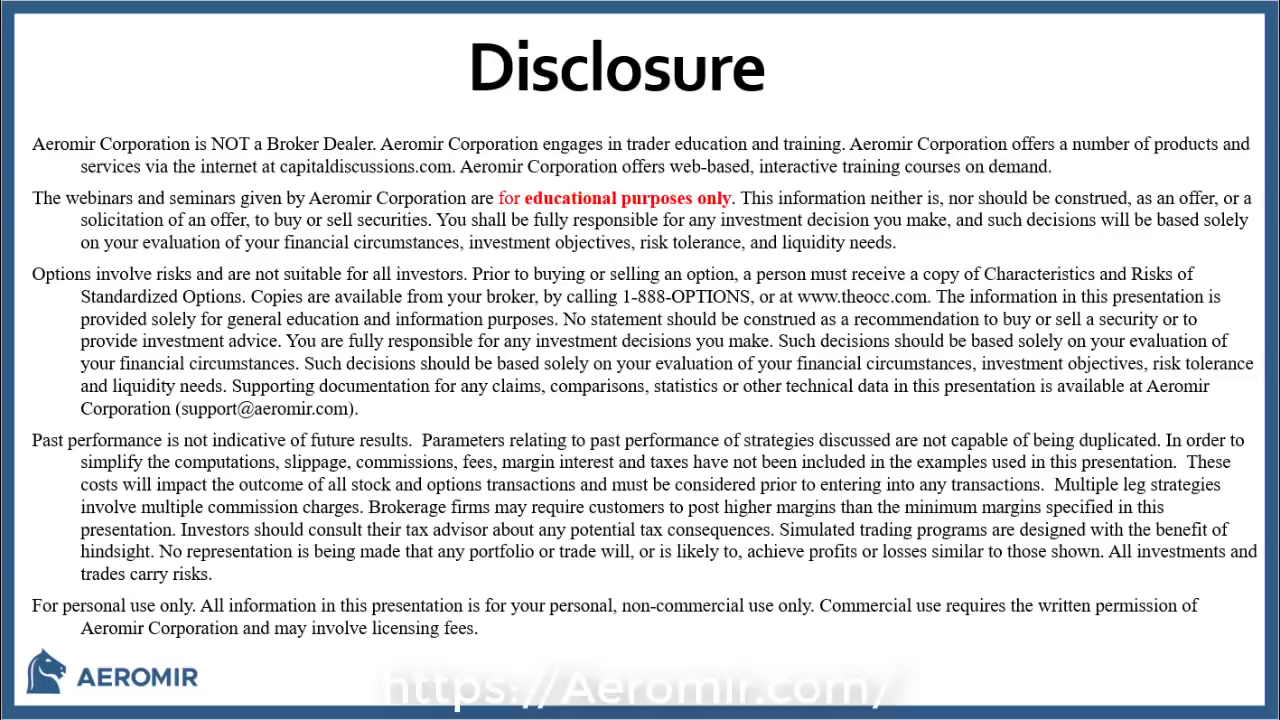 Disclosure
Aeromir Corporation is NOT a Broker Dealer. Aeromir Corporation engages in trader education and training. Aeromir Corporation offers a number of products and
services via the internet at capitaldiscussions.com. Aeromir Corporation offers web-based, interactive training courses on demand.
The webinars and seminars given by Aeromir Corporation are for educational purposes only. This information neither is, nor should be construed, as an offer, or a
solicitation of an offer, to buy or sell securities. You shall be fully responsible for any investment decision you make, and such decisions will be based solely
on your evaluation of your financial circumstances, investment objectives, risk tolerance, and liquidity needs.
Options involve risks and are not suitable for all investors. Prior to buying or selling an option, a person must receive a copy of Characteristics and Risks of
Standardized Options. Copies are available from your broker, by calling 1-888-OPTIONS, or at www.theocc.com. The information in this presentation is
provided solely for general education and information purposes. No statement should be construed as a recommendation to buy or sell a security or to
provide investment advice. You are fully responsible for any investment decisions you make. Such decisions should be based solely on your evaluation of
your financial circumstances. Such decisions should be based solely on your evaluation of your financial circumstances, investment objectives, risk tolerance
and liquidity needs. Supporting documentation for any claims, comparisons, statistics or other technical data in this presentation is available at Aeromir
Corporation (support@aeromir.com).
Past performance is not indicative of future results.  Parameters relating to past performance of strategies discussed are not capable of being duplicated. In order to
simplify the computations, slippage, commissions, fees, margin interest and taxes have not been included in the examples used in this presentation.  These
costs will impact the outcome of all stock and options transactions and must be considered prior to entering into any transactions.  Multiple leg strategies
involve multiple commission charges. Brokerage firms may require customers to post higher margins than the minimum margins specified in this
presentation. Investors should consult their tax advisor about any potential tax consequences. Simulated trading programs are designed with the benefit of
hindsight. No representation is being made that any portfolio or trade will, or is likely to, achieve profits or losses similar to those shown. All investments and
trades carry risks.
For personal use only. All information in this presentation is for your personal, non-commercial use only. Commercial use requires the written permission of
Aeromir Corporation and may involve licensing fees.
AEROMIR
https://Aeromir.com/